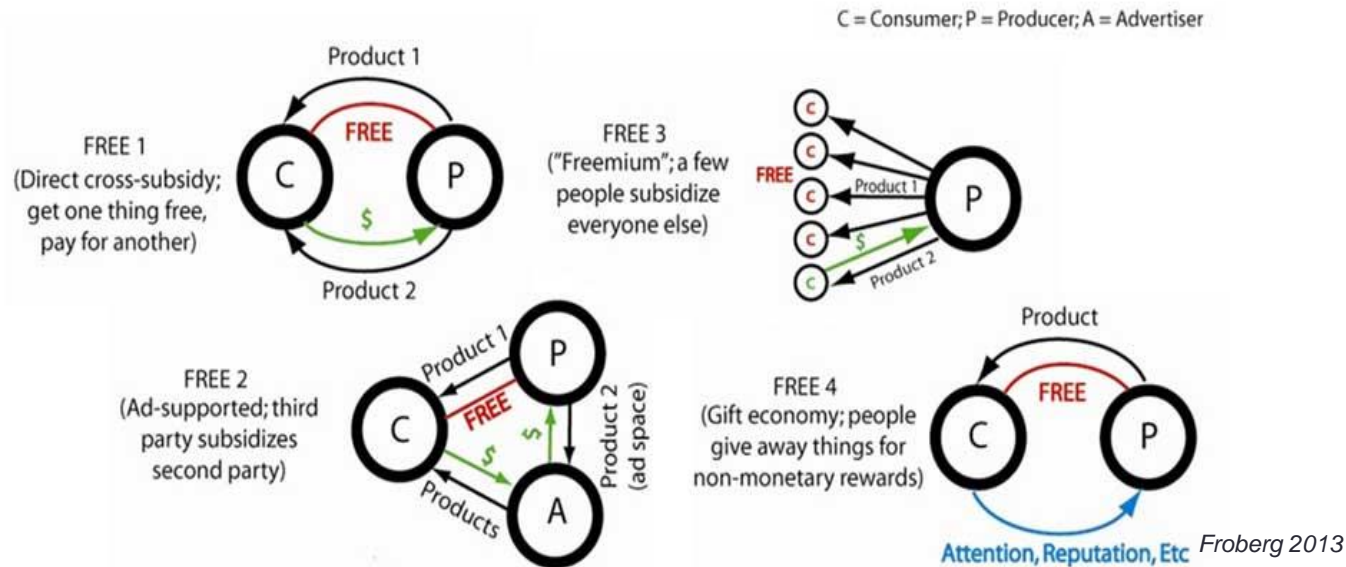 C = Consumer; P = Producer; A = Advertiser
FREE 1
(Direct cross-subsidy;
get one thing free,
pay for another)
Product 1
FREE
C
P
$
Product 2
FREE 3
("Freemium"; a few
people subsidize
everyone else)
FREE
C
C
C
C
C
Product 1
$
Product 2
P
FREE 2
(Ad-supported; third
party subsidizes
second party)
Product 1
P
FREE
C
$
$
Product 2
(ad space)
Products
A
FREE 4
(Gift economy; people
give away things for
non-monetary rewards)
Product
FREE
C
P
Attention, Reputation, Etc
Froberg 2013